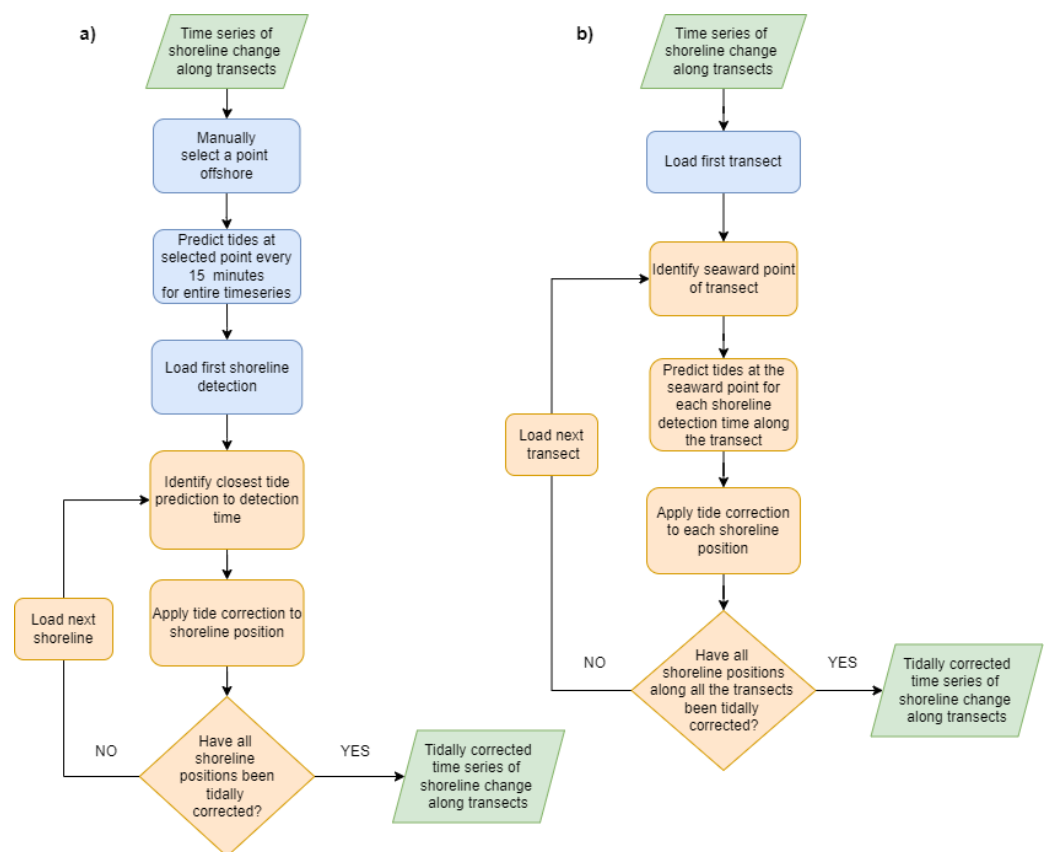 a)
Time series of
shoreline change
along transects
Manually
select a point
offshore
Predict tides at
selected point every
15 minutes
for entire timeseries
Load first shoreline
detection
Identify closest tide
prediction to detection
time
Apply tide correction to
shoreline position
Load next
shoreline
Have all
shoreline
positions been
tidally
corrected?
NO
YES
Tidally corrected
time series of
shoreline change
along transects
b)
Time series of
shoreline change
along transects
Load first transect
Identify seaward point
of transect
Predict tides at the
seaward point for
each shoreline
detection time along
the transect
Load next
transect
Apply tide correction
to each shoreline
position
Have all
shoreline positions
along all the transects
been tidally
corrected?
NO
YES
Tidally corrected
time series of
shoreline change
along transects